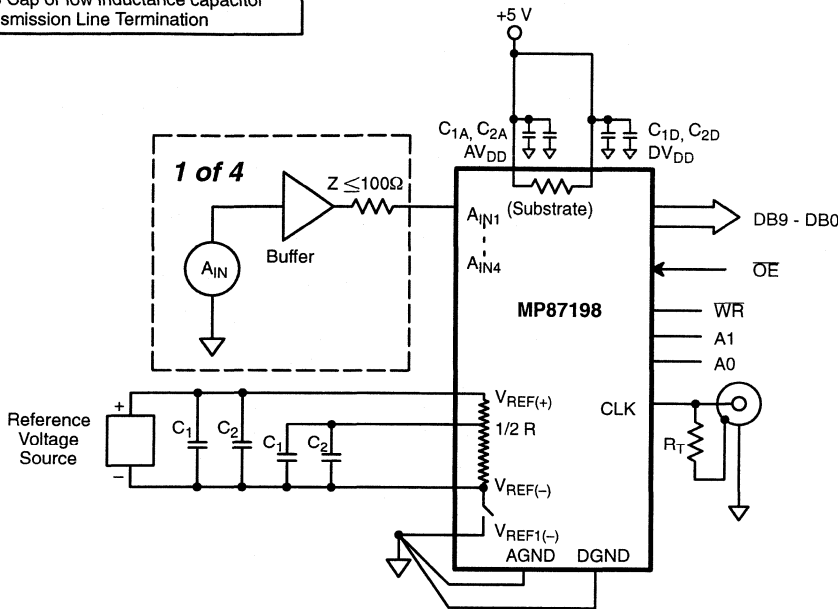 Cap or low inductance capacitor
smission Line Termination
+5 V
C1A, C2A
AVDD
C1D, C2D
DVDD
1 of 4
Z ≤100Ω
Buffer
AIN
AIN1
(Substrate)
AIN4
MP87198
DB9 - DB0
OE
WR
A1
A0
CLK
RT
Reference
Voltage
Source
+
–
C1
C2
C1
C2
VREF(+)
1/2 R
VREF(–)
VREF1(–)
AGND
DGND